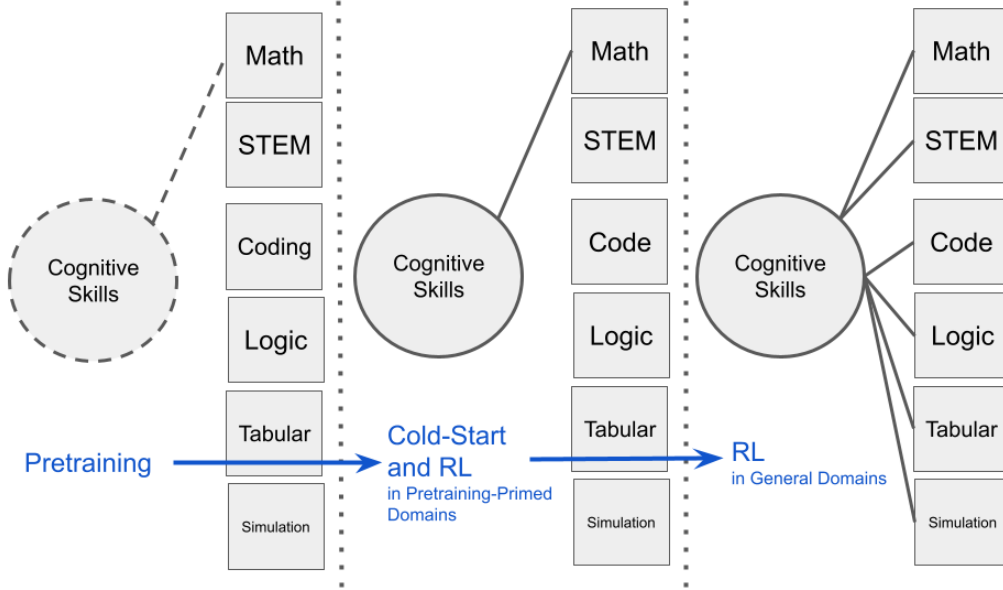 Math
STEM
Cognitive
Skills
Coding
Logic
Tabular
Pretraining
Simulation
Math
STEM
Cognitive
Skills
Code
Logic
Tabular
Cold-Start
and RL
in Pretraining-Primed
Domains
Simulation
Math
STEM
Cognitive
Skills
Code
Logic
Tabular
RL
in General Domains
Simulation